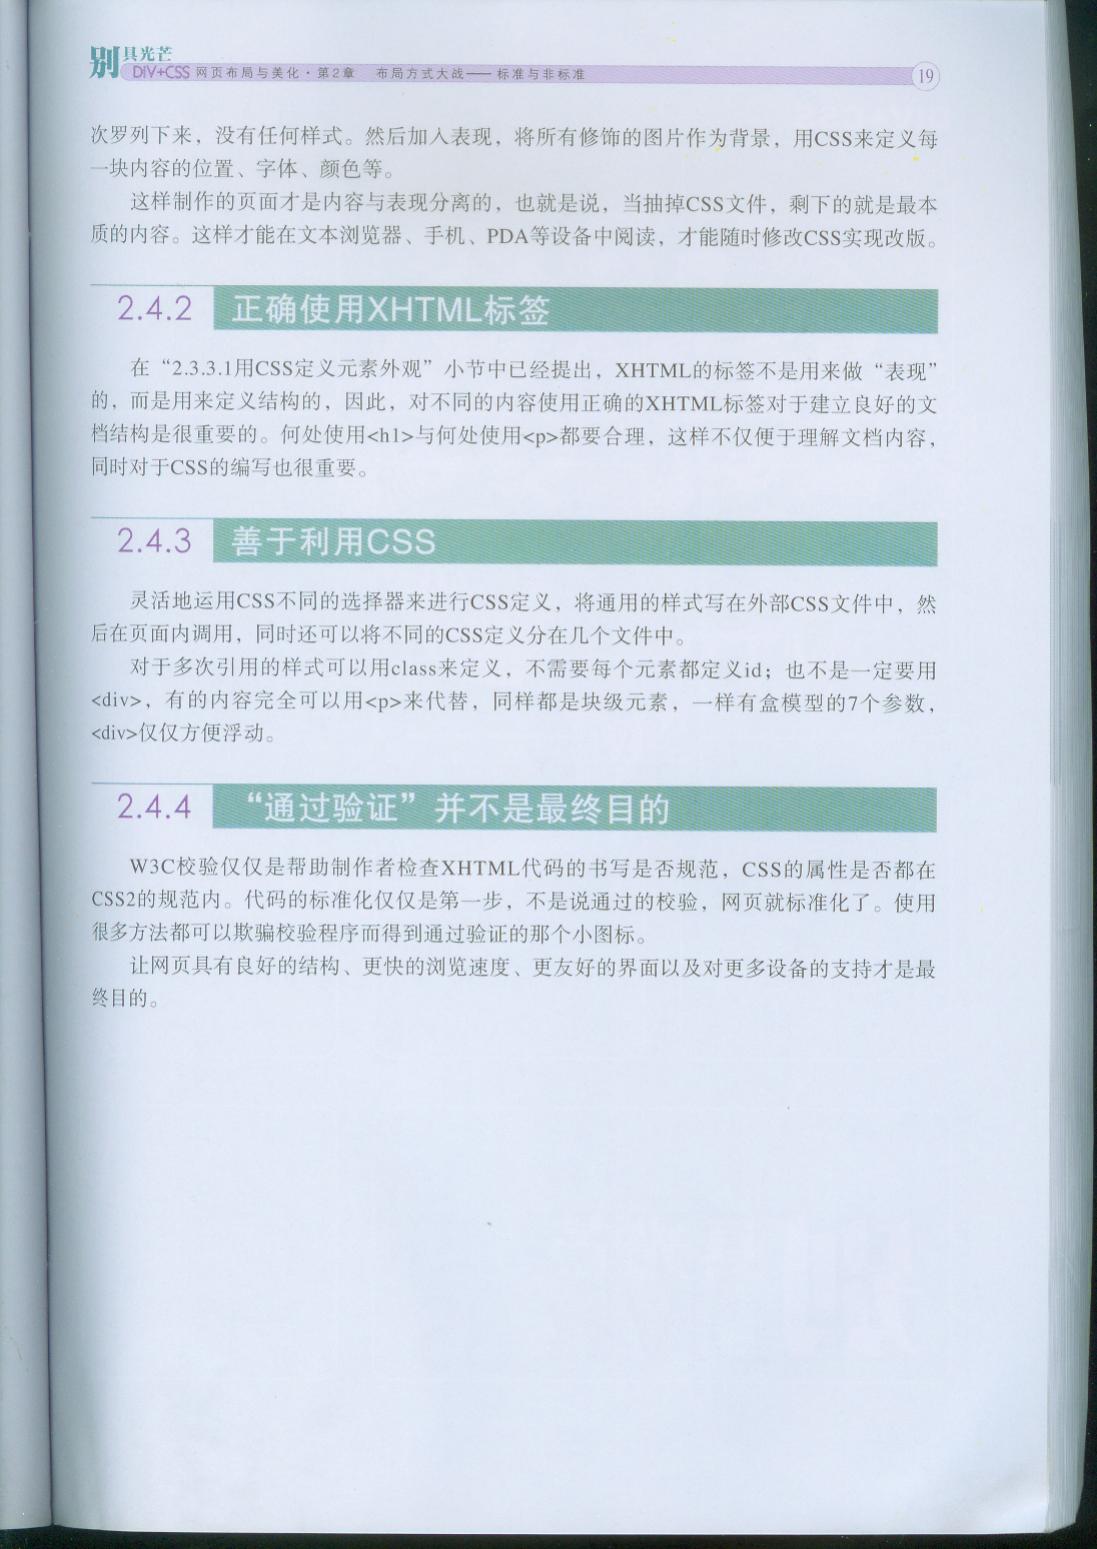 别具光芒
DIV+CSS 网页布局与美化·第2章 布局方式大战——标准与非标准
19
次罗列下来，没有任何样式。然后加入表现，将所有修饰的图片作为背景，用CSS来定义每
一块内容的位置、字体、颜色等。
这样制作的页面才是内容与表现分离的，也就是说，当抽掉CSS文件，剩下的就是最本
质的内容。这样才能在文本浏览器、手机、PDA等设备中阅读，才能随时修改CSS实现改版。
2.4.2 正确使用XHTML标签
在“2.3.3.1用CSS定义元素外观”小节中已经提出，XHTML的标签不是用来做“表现”
的，而是用来定义结构的，因此，对不同的内容使用正确的XHTML标签对于建立良好的文
档结构是很重要的。何处使用<h1>与何处使用<p>都要合理，这样不仅便于理解文档内容，
同时对于CSS的编写也很重要。
2.4.3 善于利用CSS
灵活地运用CSS不同的选择器来进行CSS定义，将通用的样式写在外部CSS文件中，然
后在页面内调用，同时还可以将不同的CSS定义分在几个文件中。
对于多次引用的样式可以用class来定义，不需要每个元素都定义id；也不是一定要用
<div>，有的内容完全可以用<p>来代替，同样都是块级元素，一样有盒模型的7个参数，
<div>仅仅方便浮动。
2.4.4 “通过验证”并不是最终目的
W3C校验仅仅是帮助制作者检查XHTML代码的书写是否规范，CSS的属性是否都在
CSS2的规范内。代码的标准化仅仅是第一步，不是说通过的校验，网页就标准化了。使用
很多方法都可以欺骗校验程序而得到通过验证的那个小图标。
让网页具有良好的结构、更快的浏览速度、更友好的界面以及对更多设备的支持才是最
终目的。